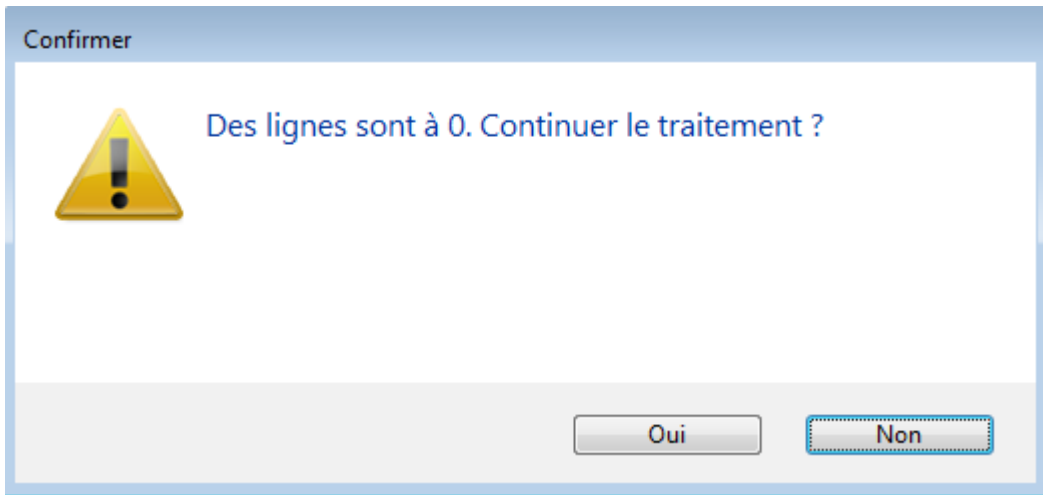 Confirmer
Des lignes sont à 0. Continuer le traitement ?
Oui
Non